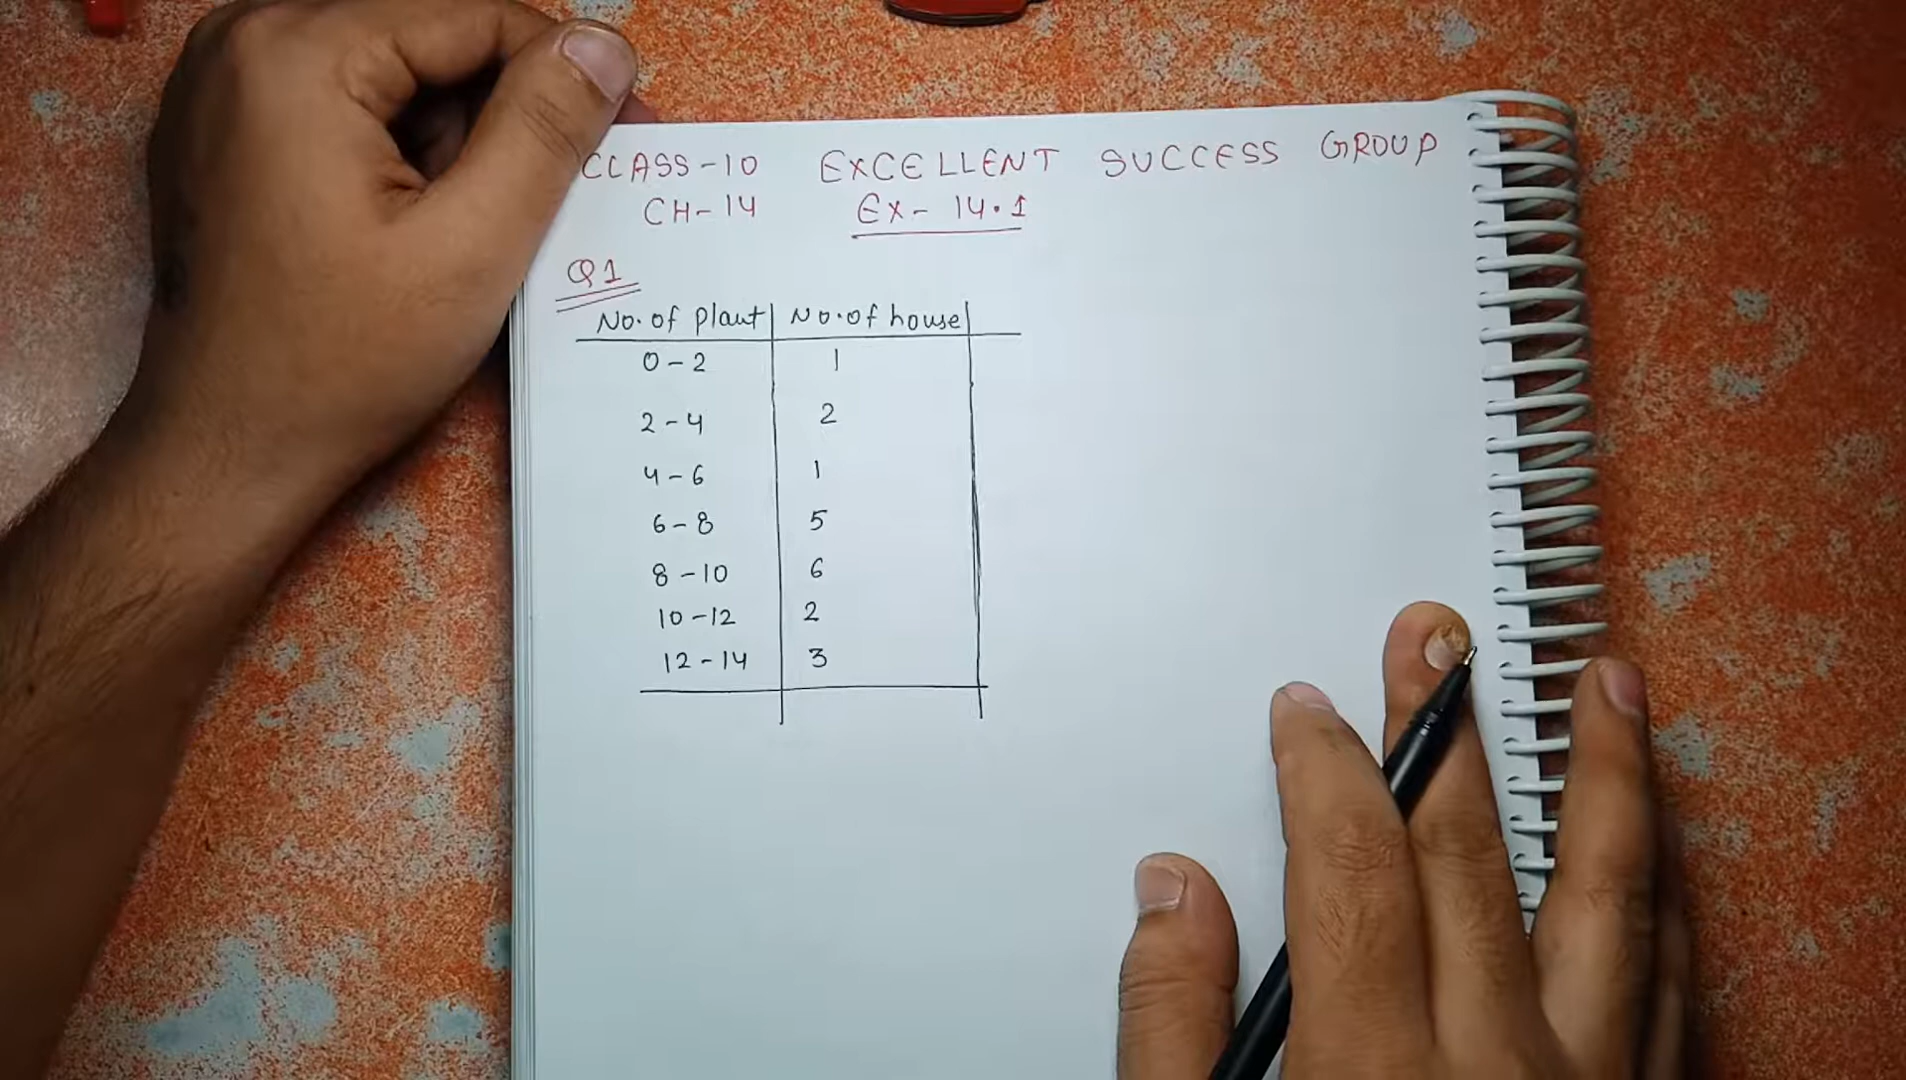 CLASS-10 EXCELLENT SUCCESS GROUP
CH-14 EX- 14.1
Q1
No. of plant No. of house
0-2 1
2-4 2
4-6 1
6-8 5
8-10 6
10-12 2
12-14 3